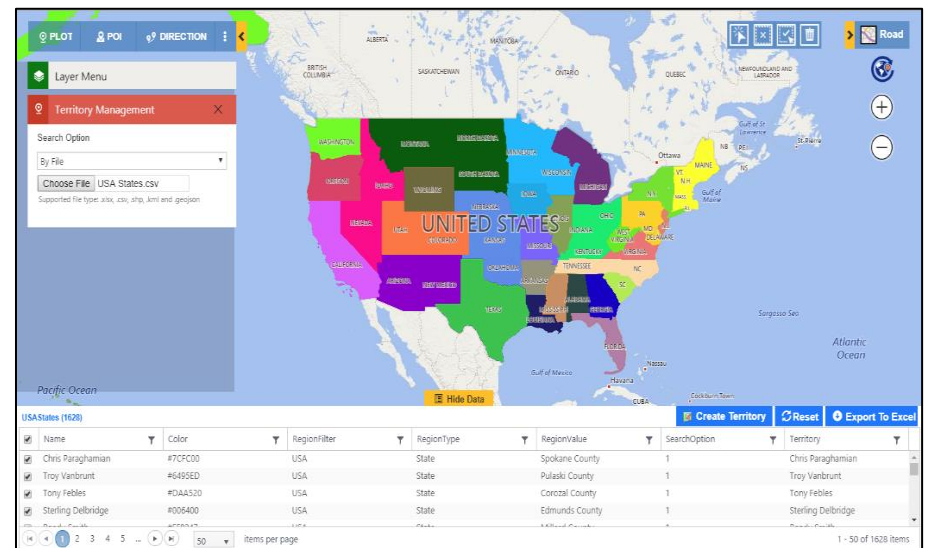 PLOT POI DIRECTION
Road
Layer Menu
Territory Management
Search Option
By File
Choose File USA States.csv
Supported file type: .xlsx, .csv, .shp, .kml and .geojson
ALBERTA
MANITOBA
BRITISH
COLUMBIA
SASKATCHEWAN
ONTARIO
QUEBEC
NEWFOUNDLAND AND
LABRADOR
Gulf of St
Lawrence
St-Pierre
NB PEI
NS
Ottawa
MAINE
VT
N.H
MASS
Gulf of
Maine
WASHINGTON
MONTANA
NORTH DAKOTA
MINNESOTA
OREGON
IDAHO
WYOMING
SOUTH DAKOTA
WISCONSIN
MICHIGAN
N.Y.
IOWA
NEBRASKA
PA
UNITED STATES
NEVADA
UTAH
COLORADO
KANSAS
MISSOURI
INDIANA
OHIO
WEST
VIRGINIA
MD
DELAWARE
KENTUCKY
VIRGINIA
CALIFORNIA
ARIZONA
NEW MEXICO
OKLAHOMA
ARKANSAS
TENNESSEE
NC
SC
TEXAS
LOUISIANA
MISSISSIPPI
ALABAMA
GEORGIA
FLORIDA
Sargasso Sea
Atlantic
Ocean
Gulf of Mexico
Nassau
Havana
CUBA
Cockburn Town
Pacific Ocean
Hide Data
USAStates (1628)
Create Territory Reset Export To Excel
Name Color RegionFilter RegionType RegionValue SearchOption Territory
Chris Paraghamian #7CFC00 USA State Spokane County 1 Chris Paraghamian
Troy Vanbrunt #6495ED USA State Pulaski County 1 Troy Vanbrunt
Tony Febles #DAA520 USA State Corozal County 1 Tony Febles
Sterling Delbridge #006400 USA State Edmunds County 1 Sterling Delbridge
1 2 3 4 5 ... 50 items per page 1 - 50 of 1628 items